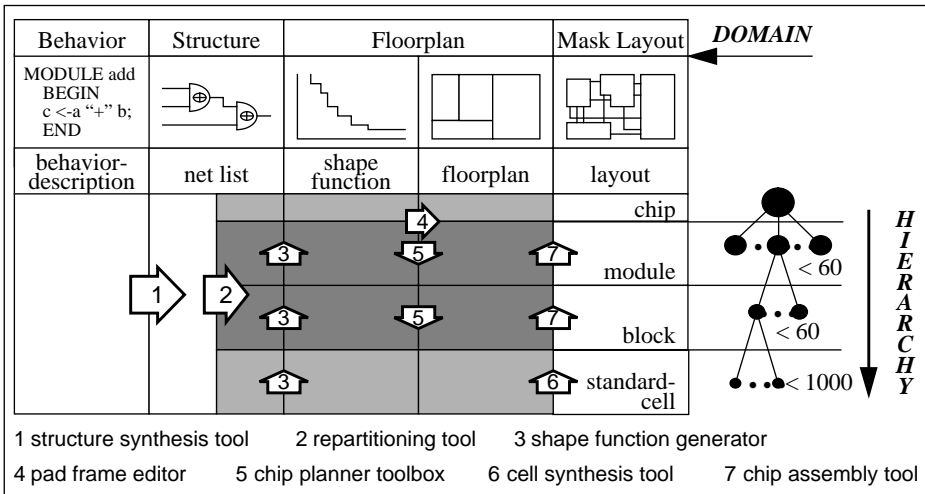 Behavior Structure Floorplan Mask Layout DOMAIN
MODULE add
BEGIN
c <-a “+” b;
END
behavior-
description
net list
shape
function
floorplan
layout
chip
4
3 5 7
module
< 60
1 2
3 5 7
block
< 60
3 6
standard-
cell
< 1000
HIERARCHY
1 structure synthesis tool 2 repartitioning tool 3 shape function generator
4 pad frame editor 5 chip planner toolbox 6 cell synthesis tool 7 chip assembly tool